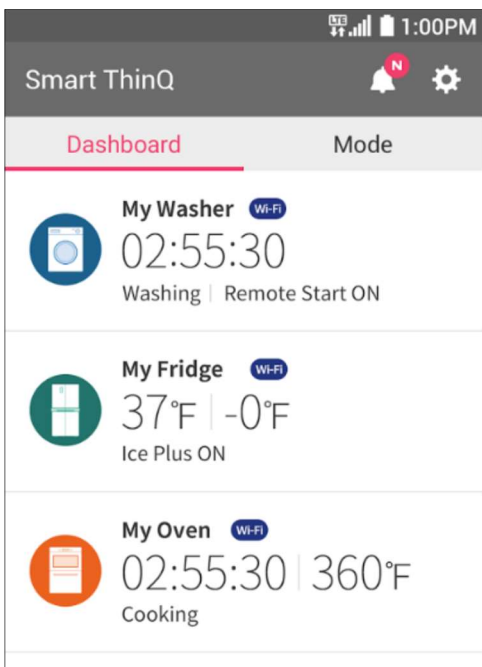 LTE 1:00PM
Smart ThinQ N
Dashboard Mode
My Washer Wi-Fi
02:55:30
Washing | Remote Start ON
My Fridge Wi-Fi
37°F | -0°F
Ice Plus ON
My Oven Wi-Fi
02:55:30 | 360°F
Cooking